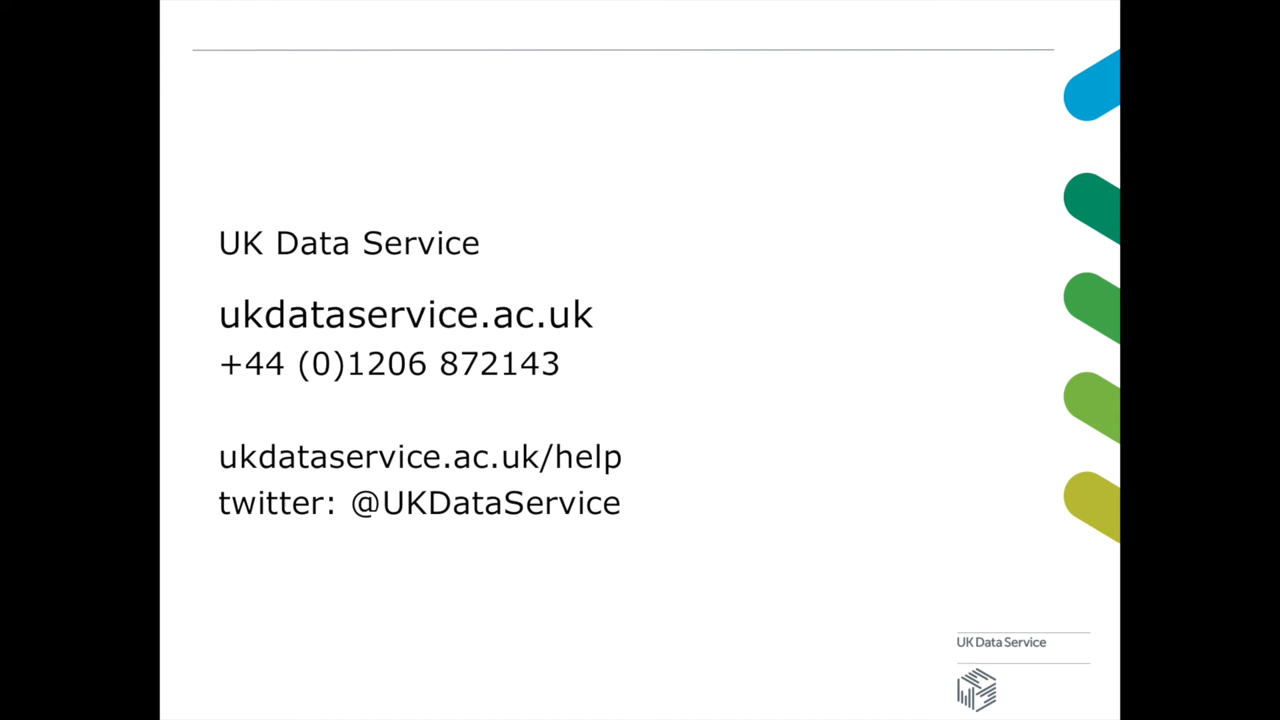 UK Data Service
ukdataservice.ac.uk
+44 (0)1206 872143
ukdataservice.ac.uk/help
twitter: @UKDataService
UK Data Service